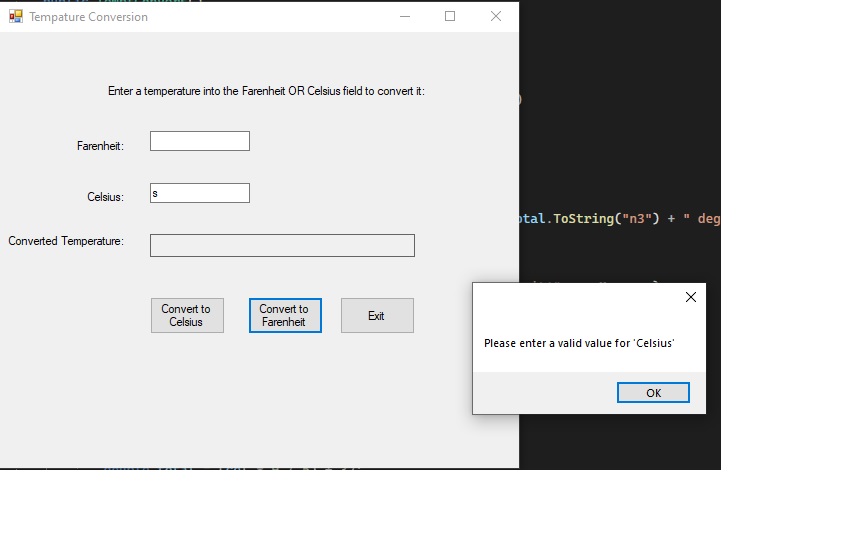 Tempature Conversion
Enter a temperature into the Farenheit OR Celsius field to convert it:
Farenheit:
Celsius:
s
Converted Temperature:
otal.ToString("n3") + " deg
Convert to
Celsius
Convert to
Farenheit
Exit
Please enter a valid value for 'Celsius'
OK